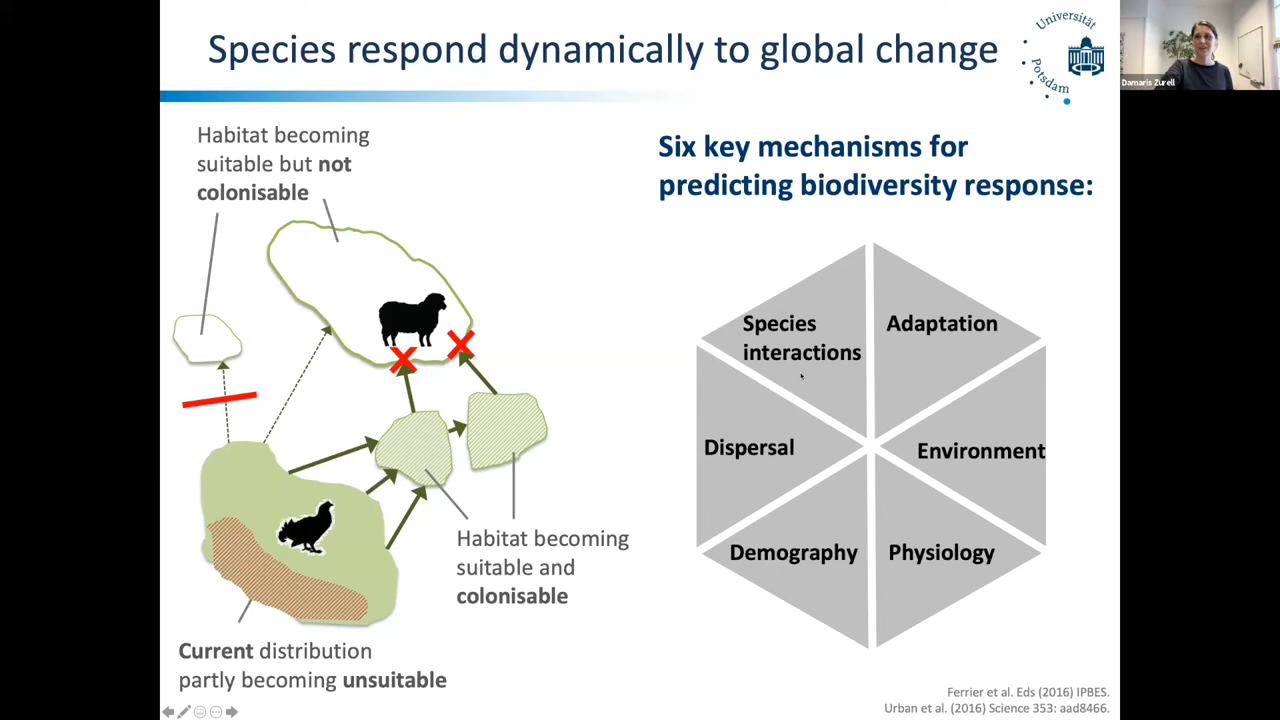 Species respond dynamically to global change
Universität
Potsdam
Damaris Zurell
Habitat becoming
suitable but not
colonisable
Six key mechanisms for
predicting biodiversity response:
Species
interactions
Adaptation
Dispersal
Environment
Demography
Physiology
Habitat becoming
suitable and
colonisable
Current distribution
partly becoming unsuitable
Ferrier et al. Eds (2016) IPBES.
Urban et al. (2016) Science 353: aad8466.